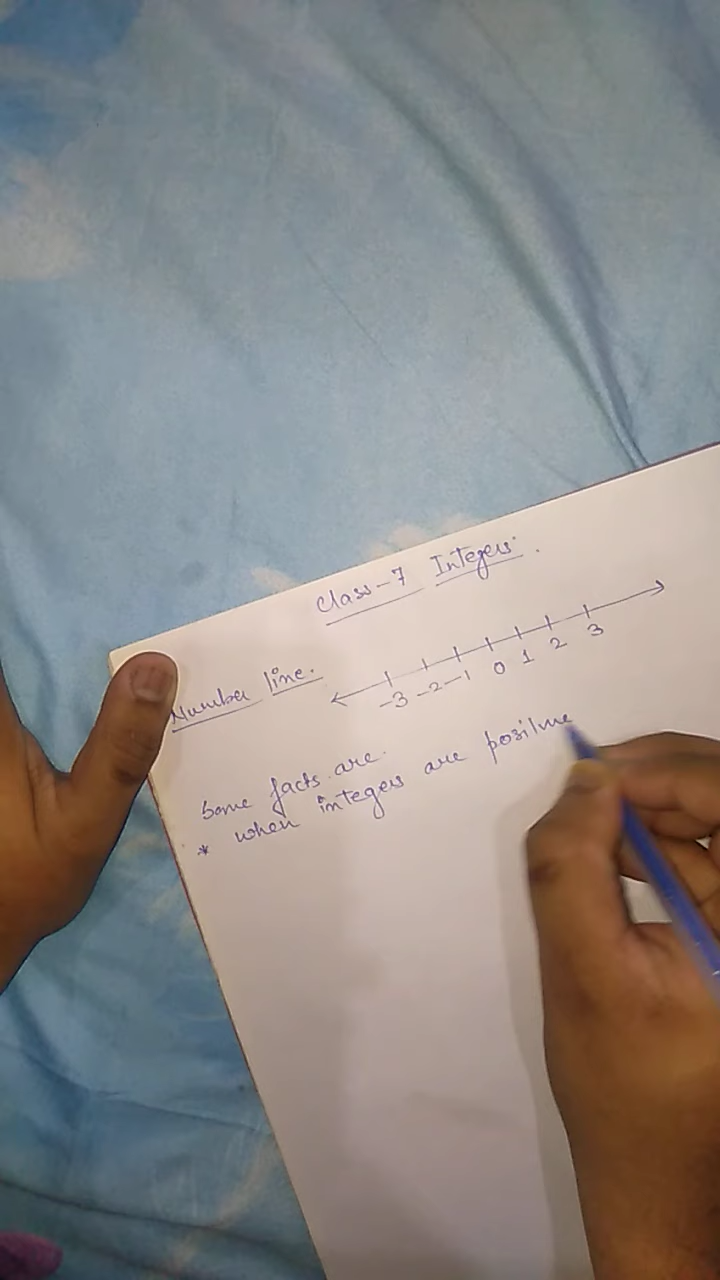 Class-7 Integers.
Number line.
-3 -2 -1 0 1 2 3
Some facts are.
* when integers are positive